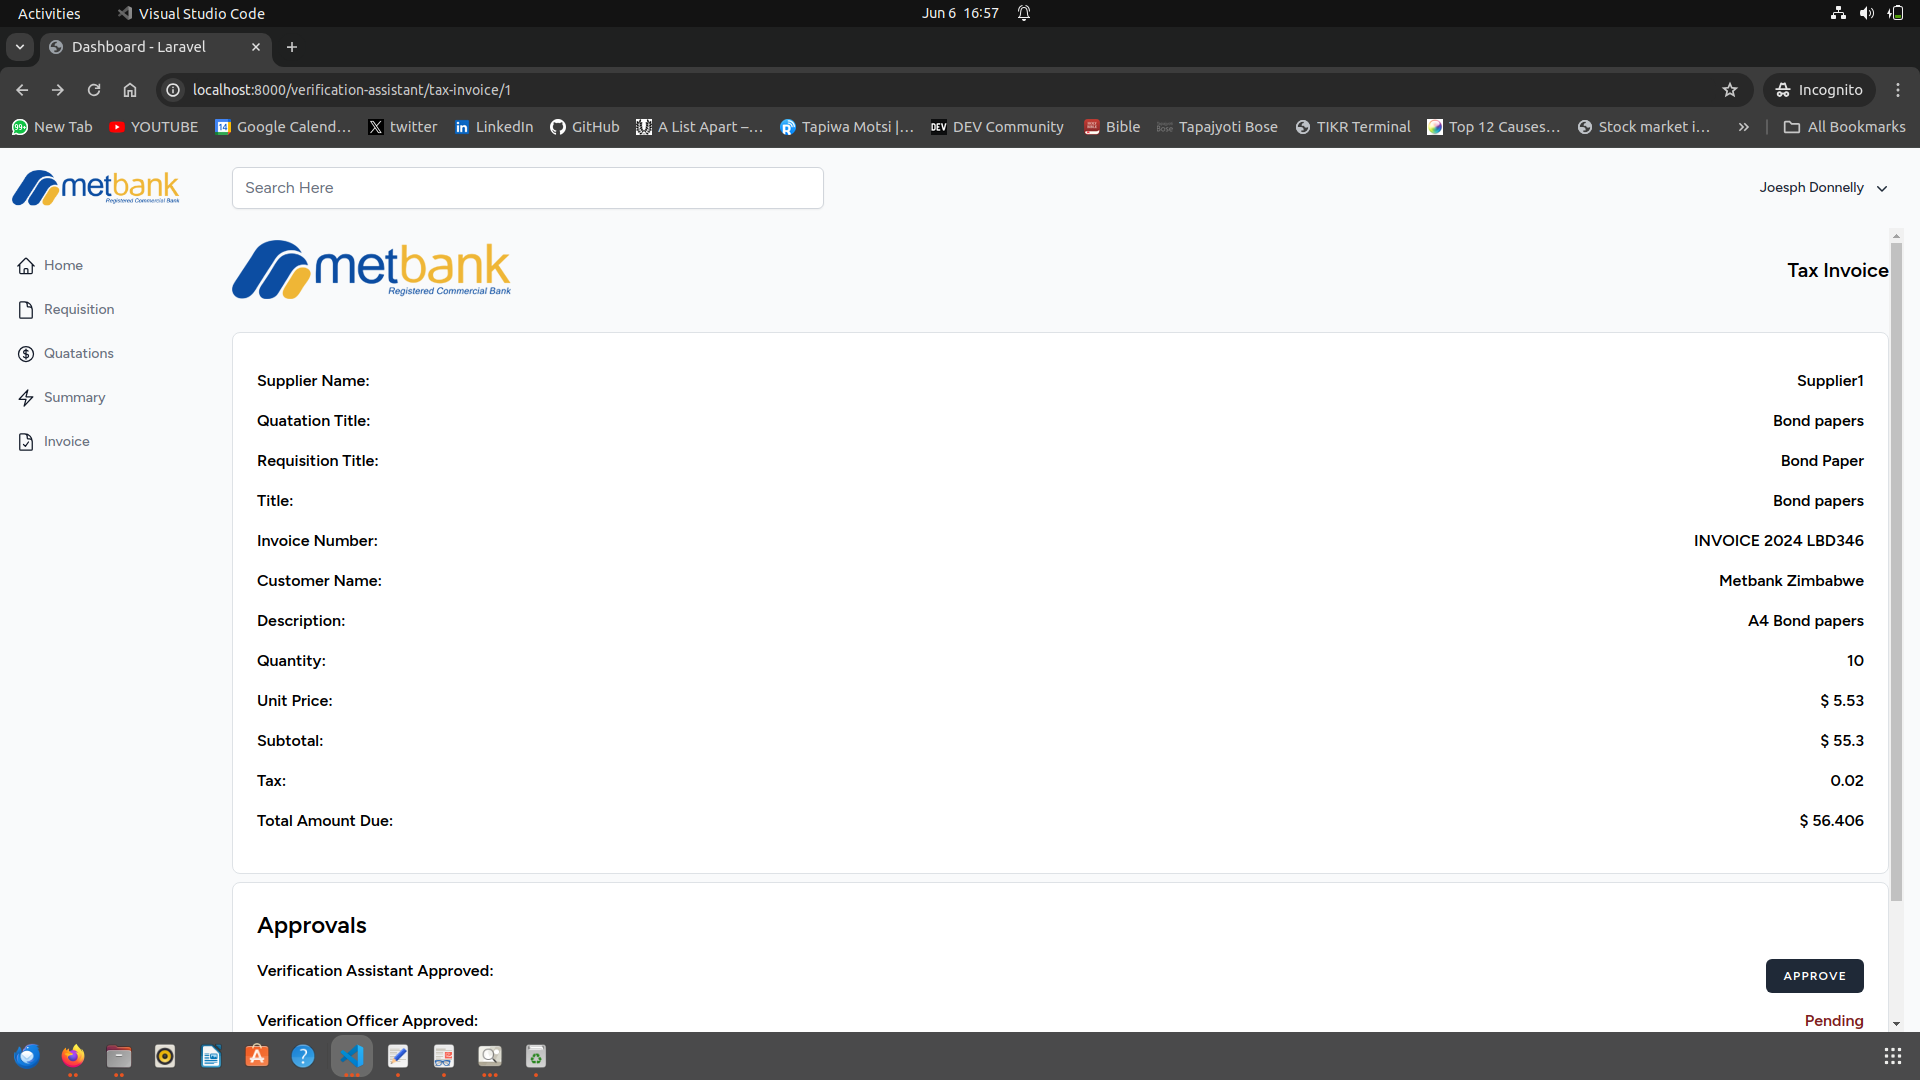 Activities Visual Studio Code Jun 6 16:57
Dashboard - Laravel
localhost:8000/verification-assistant/tax-invoice/1 Incognito
99+ New Tab YOUTUBE 14 Google Calend... twitter LinkedIn GitHub A List Apart –... Tapiwa Motsi |... DEV DEV Community Bible Tapajyoti Bose TIKR Terminal Top 12 Causes... Stock market i... » All Bookmarks
metbank Search Here Joesph Donnelly
Registered Commercial Bank
Home
Requisition
Quatations
Summary
Invoice
metbank Tax Invoice
Registered Commercial Bank
Supplier Name: Supplier1
Quatation Title: Bond papers
Requisition Title: Bond Paper
Title: Bond papers
Invoice Number: INVOICE 2024 LBD346
Customer Name: Metbank Zimbabwe
Description: A4 Bond papers
Quantity: 10
Unit Price: $ 5.53
Subtotal: $ 55.3
Tax: 0.02
Total Amount Due: $ 56.406
Approvals
Verification Assistant Approved: APPROVE
Verification Officer Approved: Pending